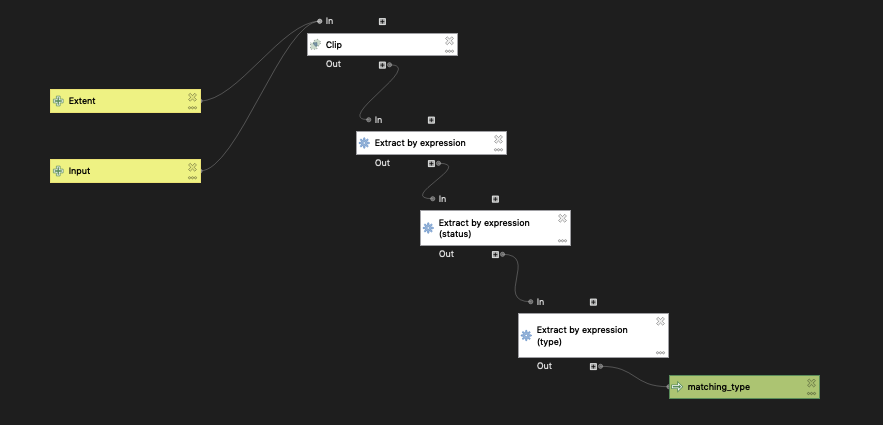 In
Clip
Out
Extent
In
Extract by expression
Input
Out
In
Extract by expression
(status)
Out
In
Extract by expression
(type)
Out
matching_type